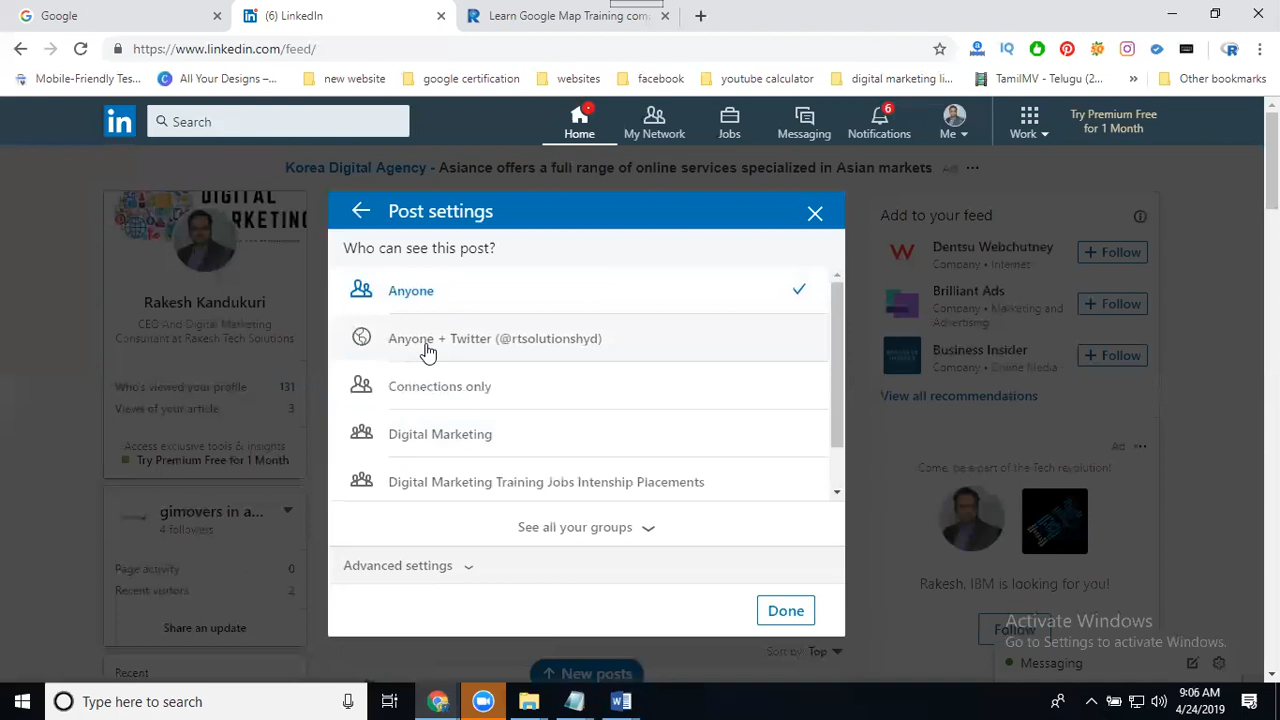 Google
(6) LinkedIn
Learn Google Map Training com
https://www.linkedin.com/feed/
Mobile-Friendly Tes...
All Your Designs –...
new website
google certification
websites
facebook
youtube calculator
digital marketing li...
TamilMV - Telugu (2...
»
Other bookmarks
in
Search
Home
My Network
Jobs
Messaging
6
Notifications
Me
Work
Try Premium Free
for 1 Month
Korea Digital Agency - Asiance offers a full range of online services specialized in Asian markets
Ad
DIGITAL
MARKETING
Rakesh Kandukuri
CEO And Digital Marketing
Consultant at Rakesh Tech Solutions
Who's viewed your profile 131
Views of your article 3
Access exclusive tools & insights
Try Premium Free for 1 Month
gimovers in a...
4 followers
Page activity 0
Recent visitors 2
Share an update
Recent
Post settings
Who can see this post?
Anyone
Anyone + Twitter (@rtsolutionshyd)
Connections only
Digital Marketing
Digital Marketing Training Jobs Intenship Placements
See all your groups
Advanced settings
Done
Sort by: Top
New posts
Add to your feed
Dentsu Webchutney
Company • Internet
+ Follow
Brilliant Ads
Company • Marketing and
Advertising
+ Follow
Business Insider
Company • Online Media
+ Follow
View all recommendations
Ad
Come, be a part of the Tech revolution!
IBM
Rakesh, IBM is looking for you!
Follow
Activate Windows
Go to Settings to activate Windows.
Messaging
Type here to search
9:06 AM
4/24/2019